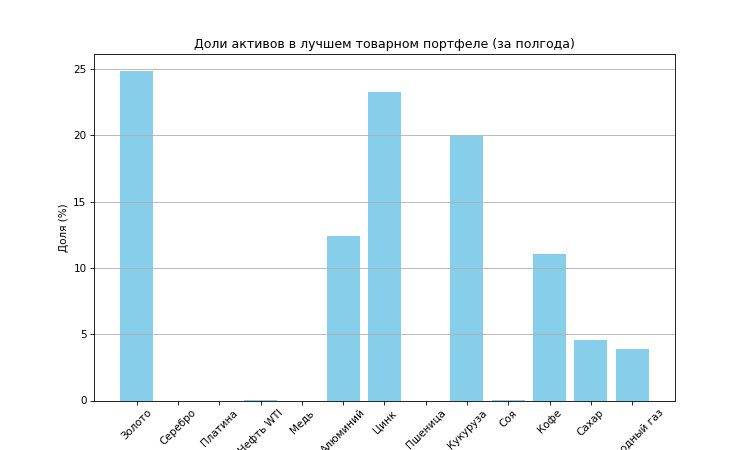 Доли активов в лучшем товарном портфеле (за полгода)
Доля (%)
25
20
15
10
5
0
Золото
Серебро
Платина
Нефть WTI
Медь
Алюминий
Цинк
Пшеница
Кукуруза
Соя
Кофе
Сахар
одный газ